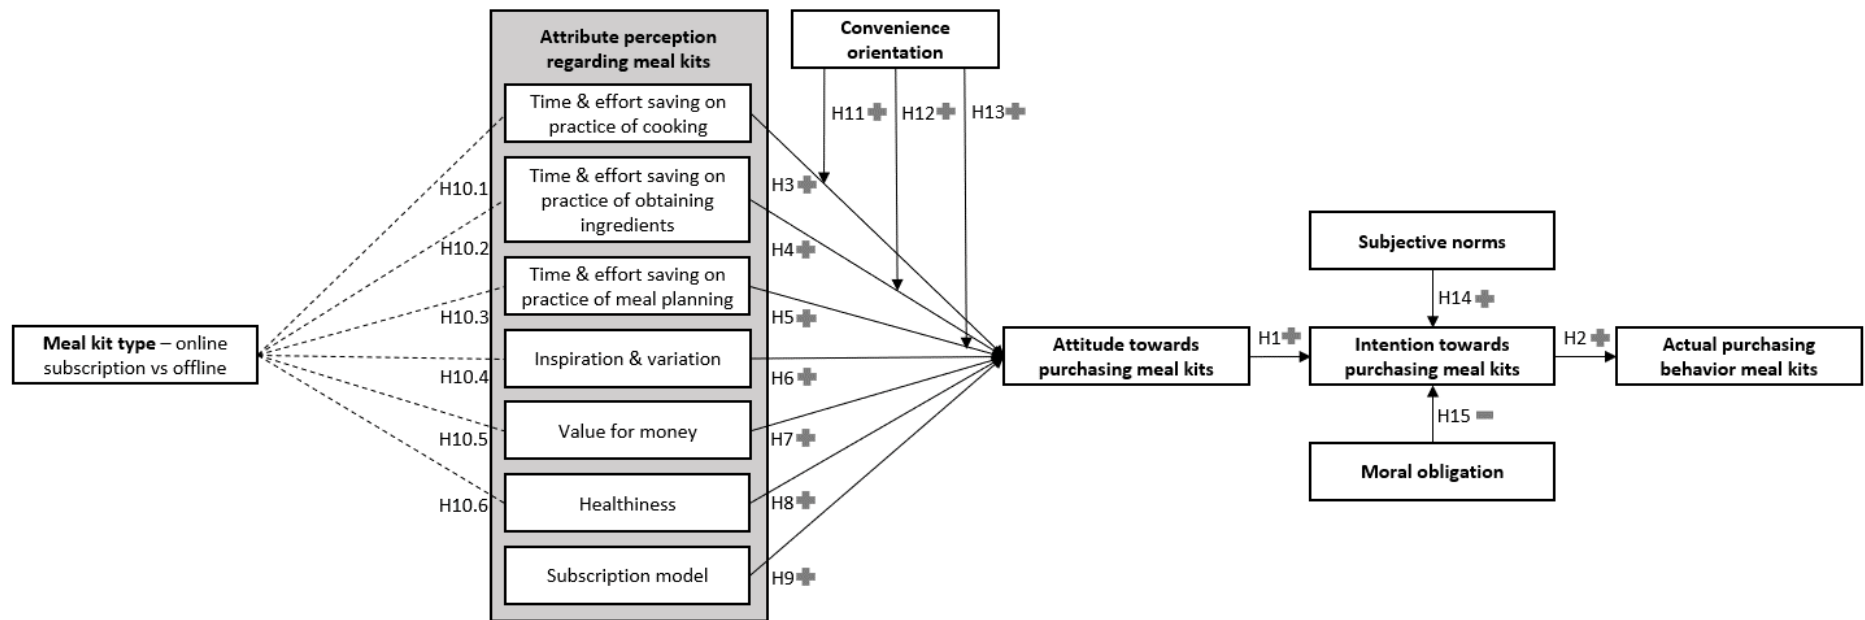 Attribute perception
regarding meal kits
Convenience
orientation
Time & effort saving on
practice of cooking
H11
H12
H13
Time & effort saving on
practice of obtaining
ingredients
H10.1
H3
H10.2
H4
Subjective norms
Time & effort saving on
practice of meal planning
H14
H10.3
H5
Meal kit type – online
subscription vs offline
Inspiration & variation
Attitude towards
purchasing meal kits
H1
Intention towards
purchasing meal kits
H2
Actual purchasing
behavior meal kits
H10.4
H6
H15
Value for money
H10.5
H7
Moral obligation
Healthiness
H10.6
H8
Subscription model
H9